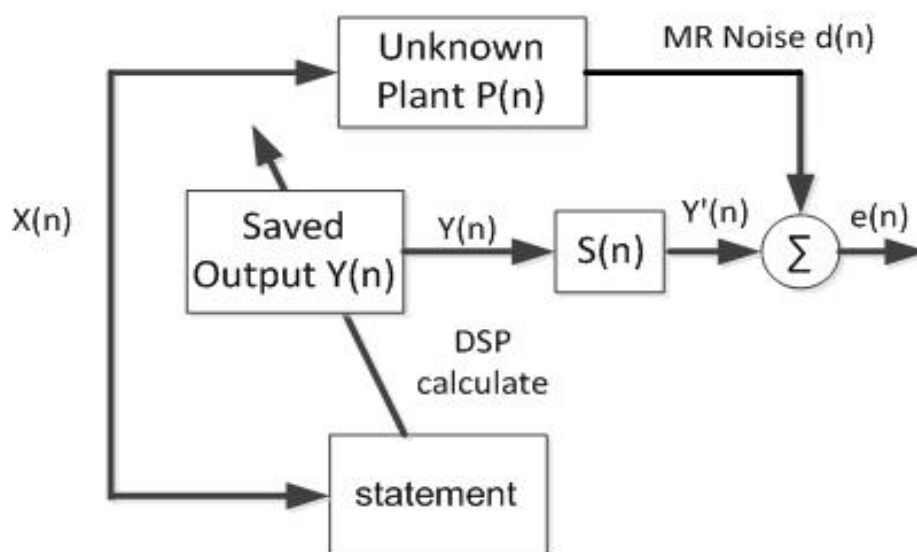 Unknown
Plant P(n)
MR Noise d(n)
X(n)
Saved
Output Y(n)
Y(n)
S(n)
Y'(n)
Σ
e(n)
DSP
calculate
statement